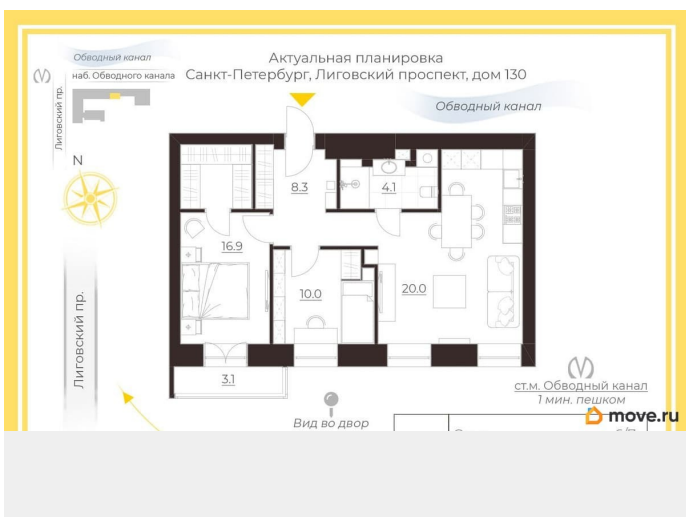 Актуальная планировка
Санкт-Петербург, Лиговский проспект, дом 130
Обводный канал
наб. Обводного канала
Лиговский пр.
Обводный канал
N
8.3
4.1
16.9
10.0
20.0
3.1
Лиговский пр.
Вид во двор
ст.м. Обводный канал
1 мин. пешком
move.ru